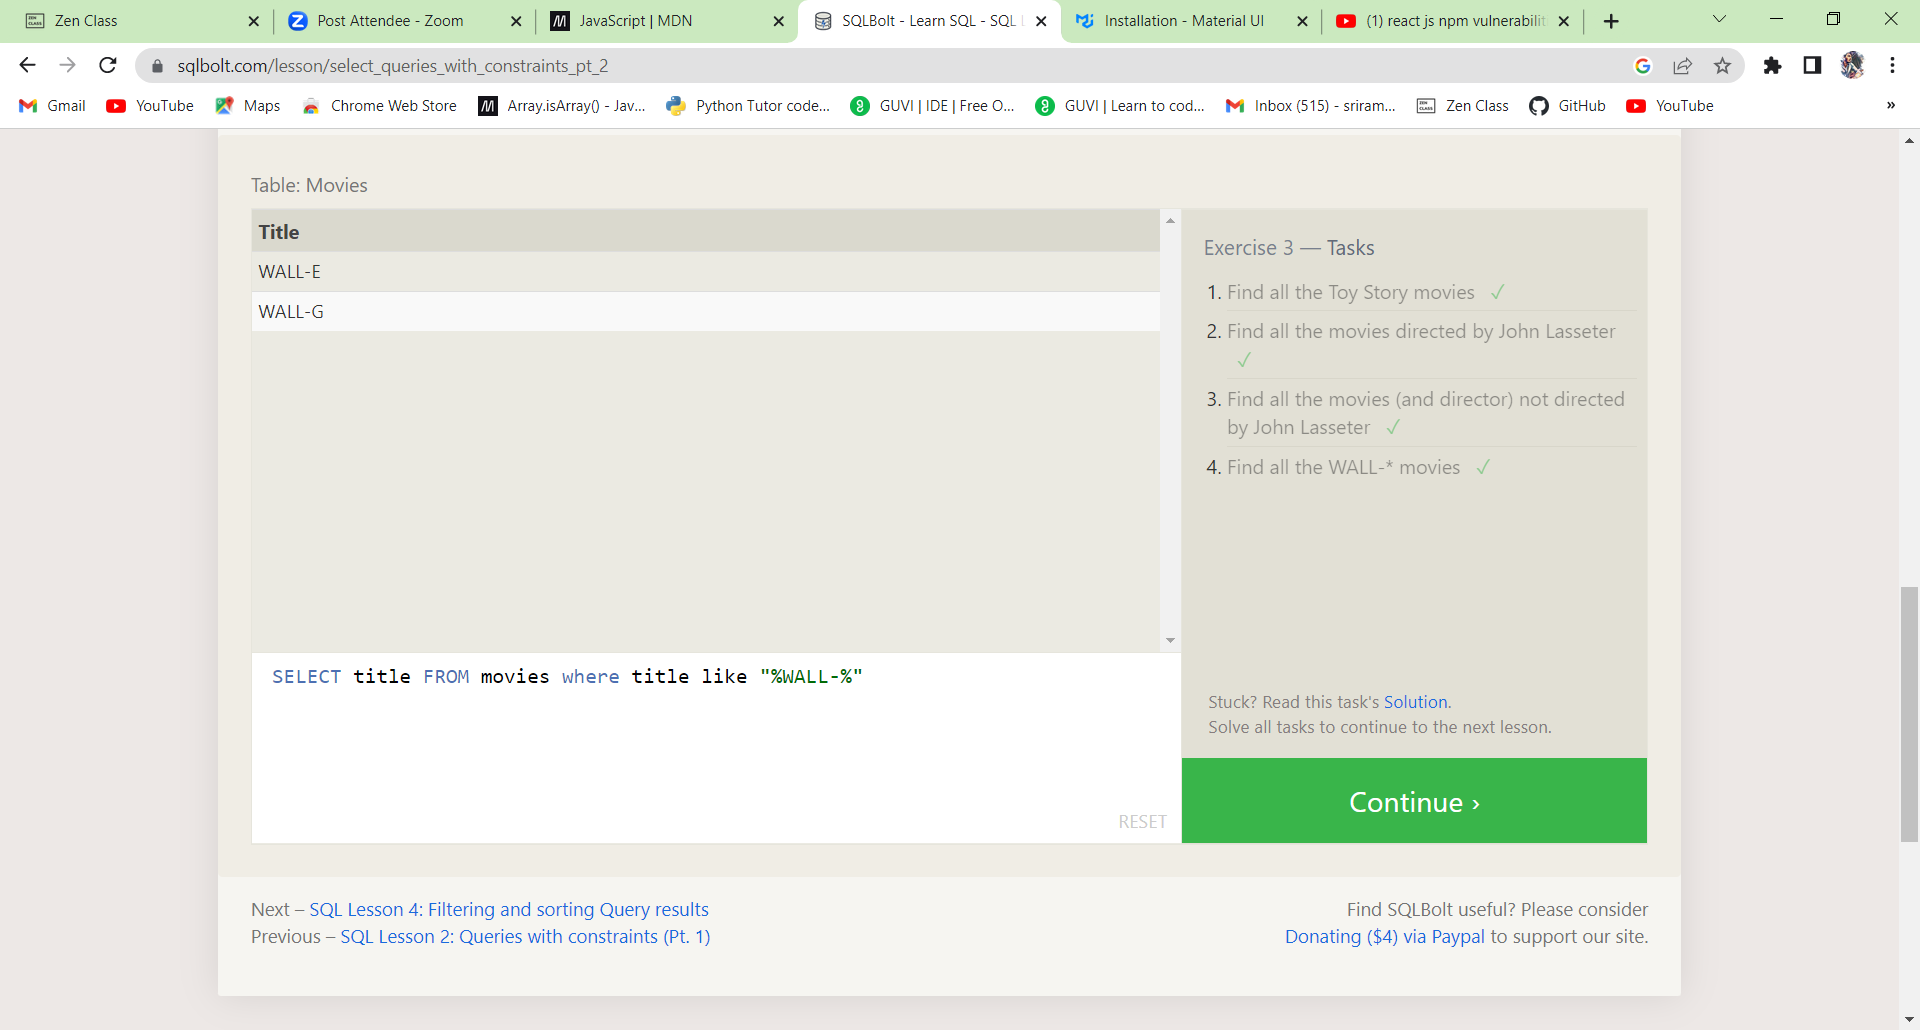 Zen Class
Post Attendee - Zoom
JavaScript | MDN
SQLBolt - Learn SQL - SQL L
Installation - Material UI
(1) react js npm vulnerabilit
sqlbolt.com/lesson/select_queries_with_constraints_pt_2
Gmail
YouTube
Maps
Chrome Web Store
Array.isArray() - Jav...
Python Tutor code...
GUVI | IDE | Free O...
GUVI | Learn to cod...
Inbox (515) - sriram...
Zen Class
GitHub
YouTube
»
Table: Movies
Title
WALL-E
WALL-G
Exercise 3 — Tasks
1. Find all the Toy Story movies ✓
2. Find all the movies directed by John Lasseter
✓
3. Find all the movies (and director) not directed
by John Lasseter ✓
4. Find all the WALL-* movies ✓
SELECT title FROM movies where title like "%WALL-%"
RESET
Stuck? Read this task's Solution.
Solve all tasks to continue to the next lesson.
Continue ›
Next – SQL Lesson 4: Filtering and sorting Query results
Previous – SQL Lesson 2: Queries with constraints (Pt. 1)
Find SQLBolt useful? Please consider
Donating ($4) via Paypal to support our site.